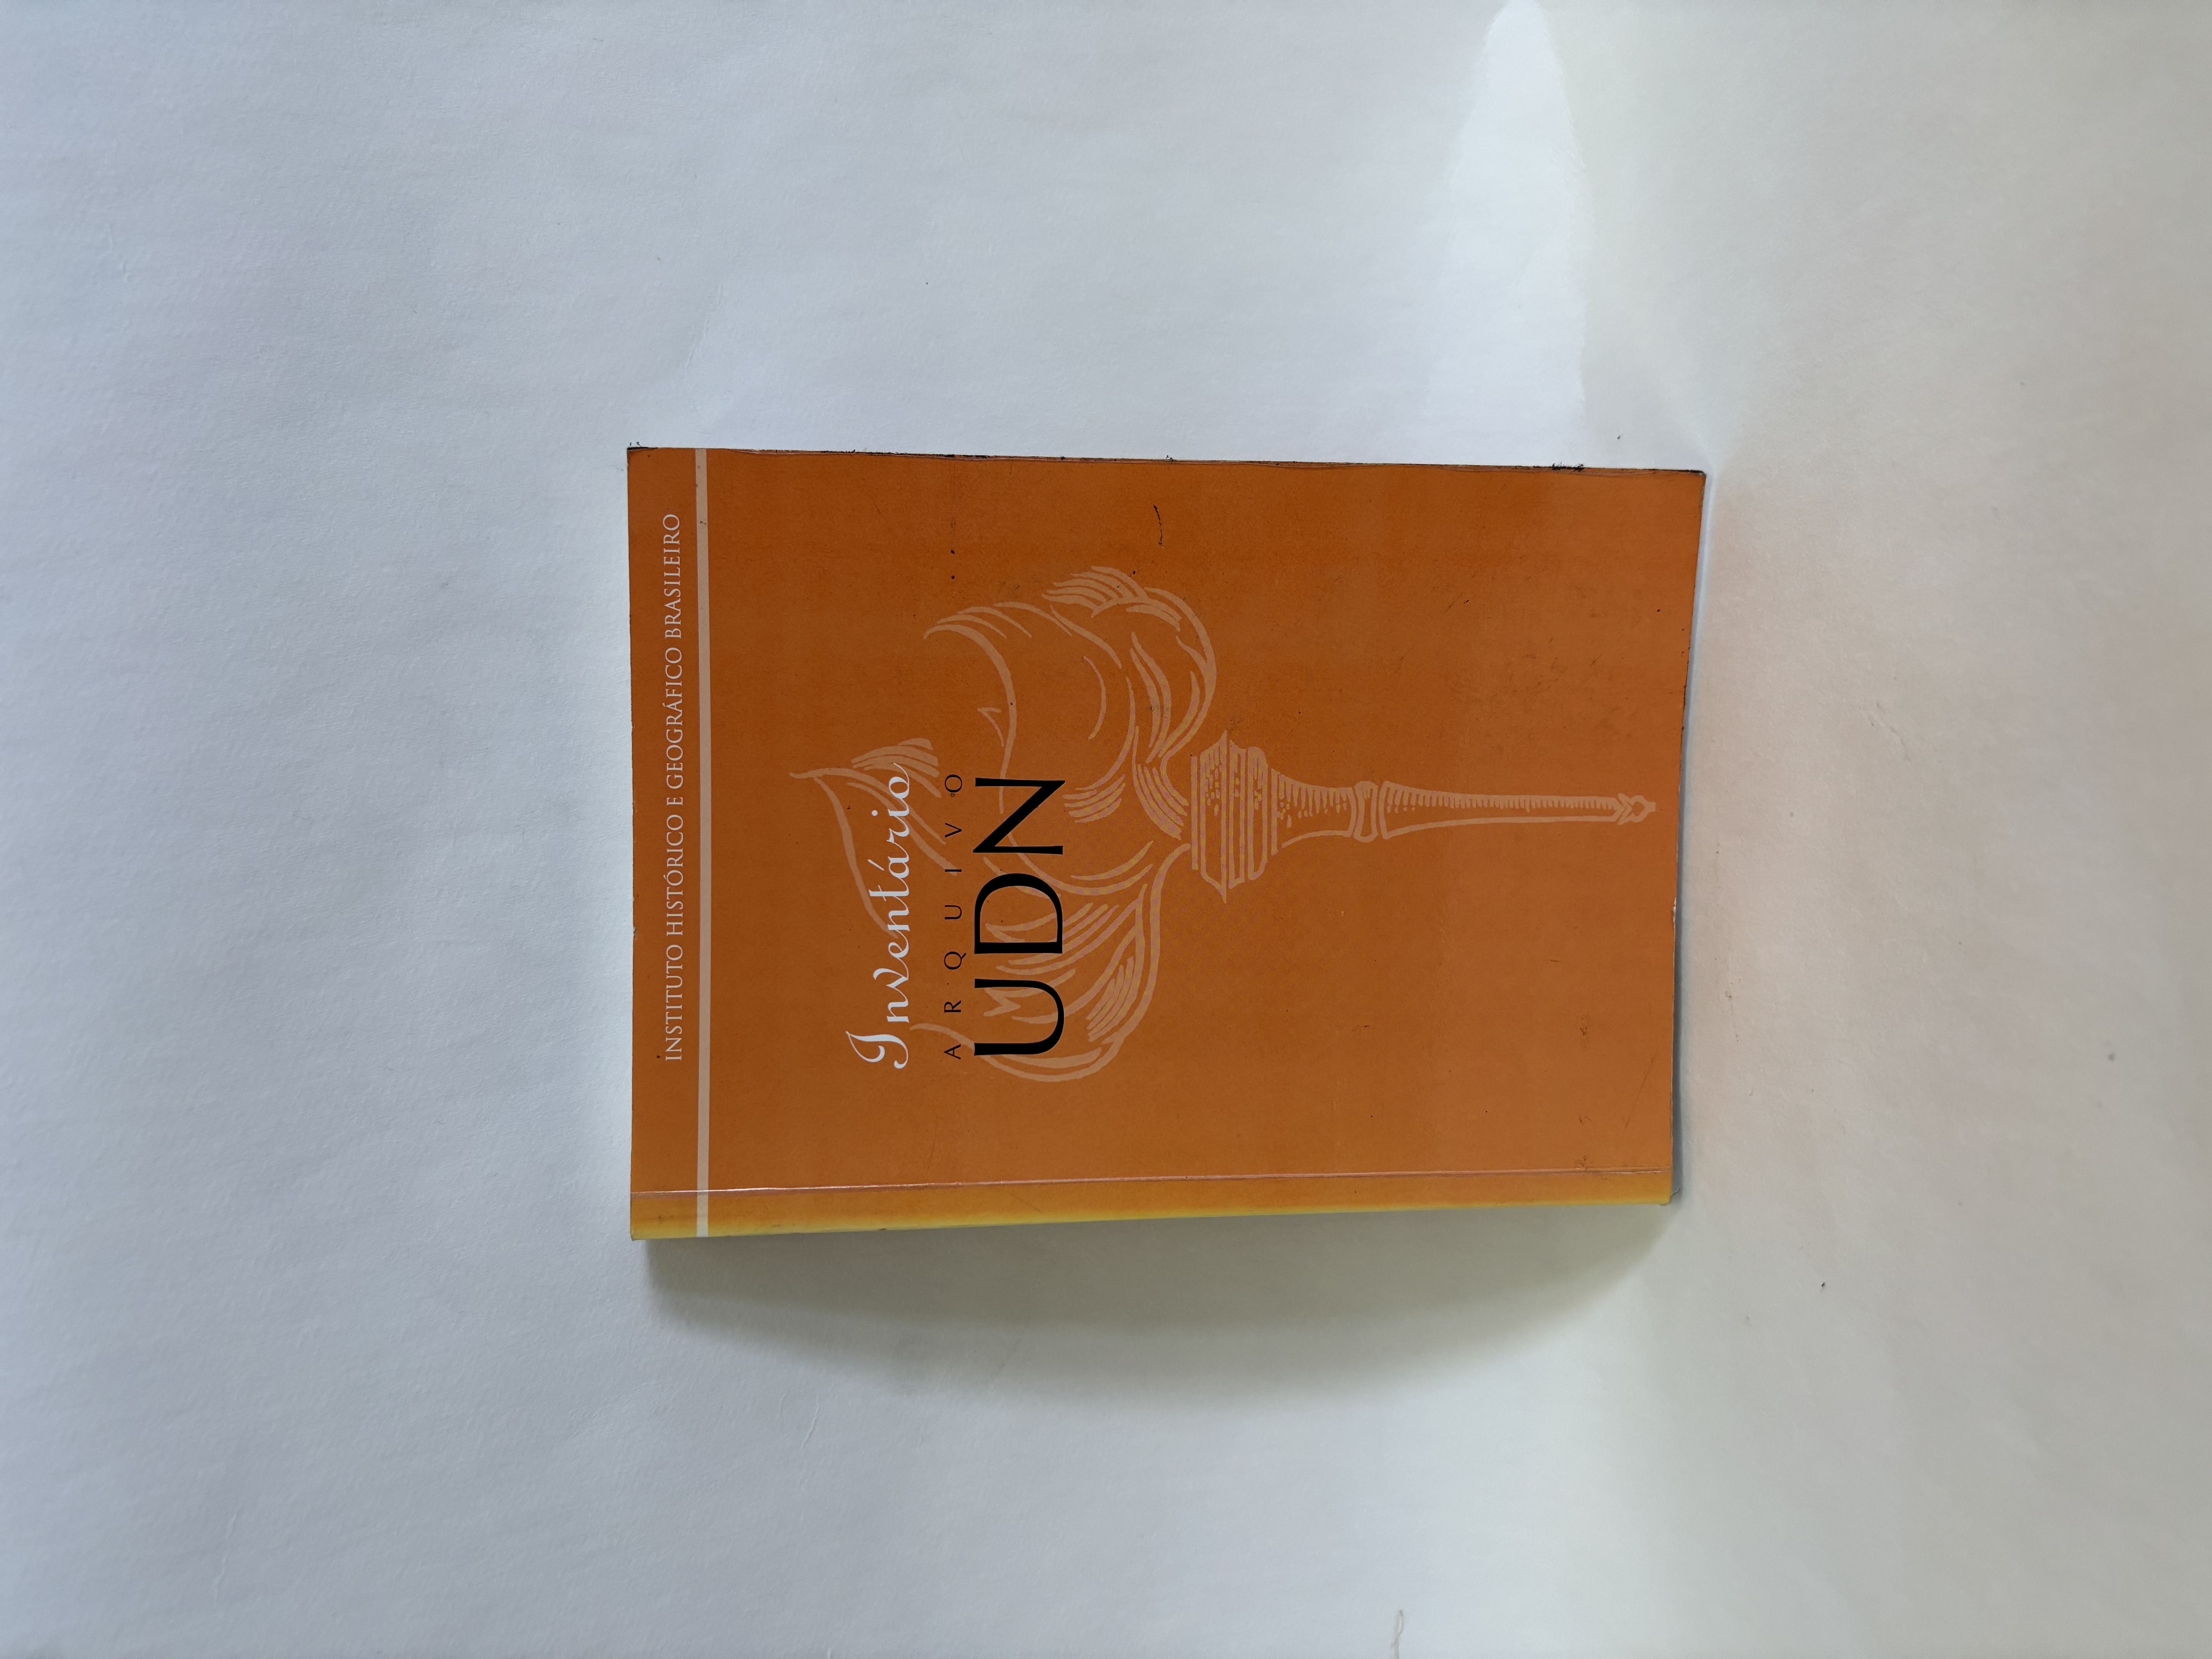 INSTITUTO HISTÓRICO E GEOGRÁFICO BRASILEIRO
Inventário
ARQUIVO
UDN